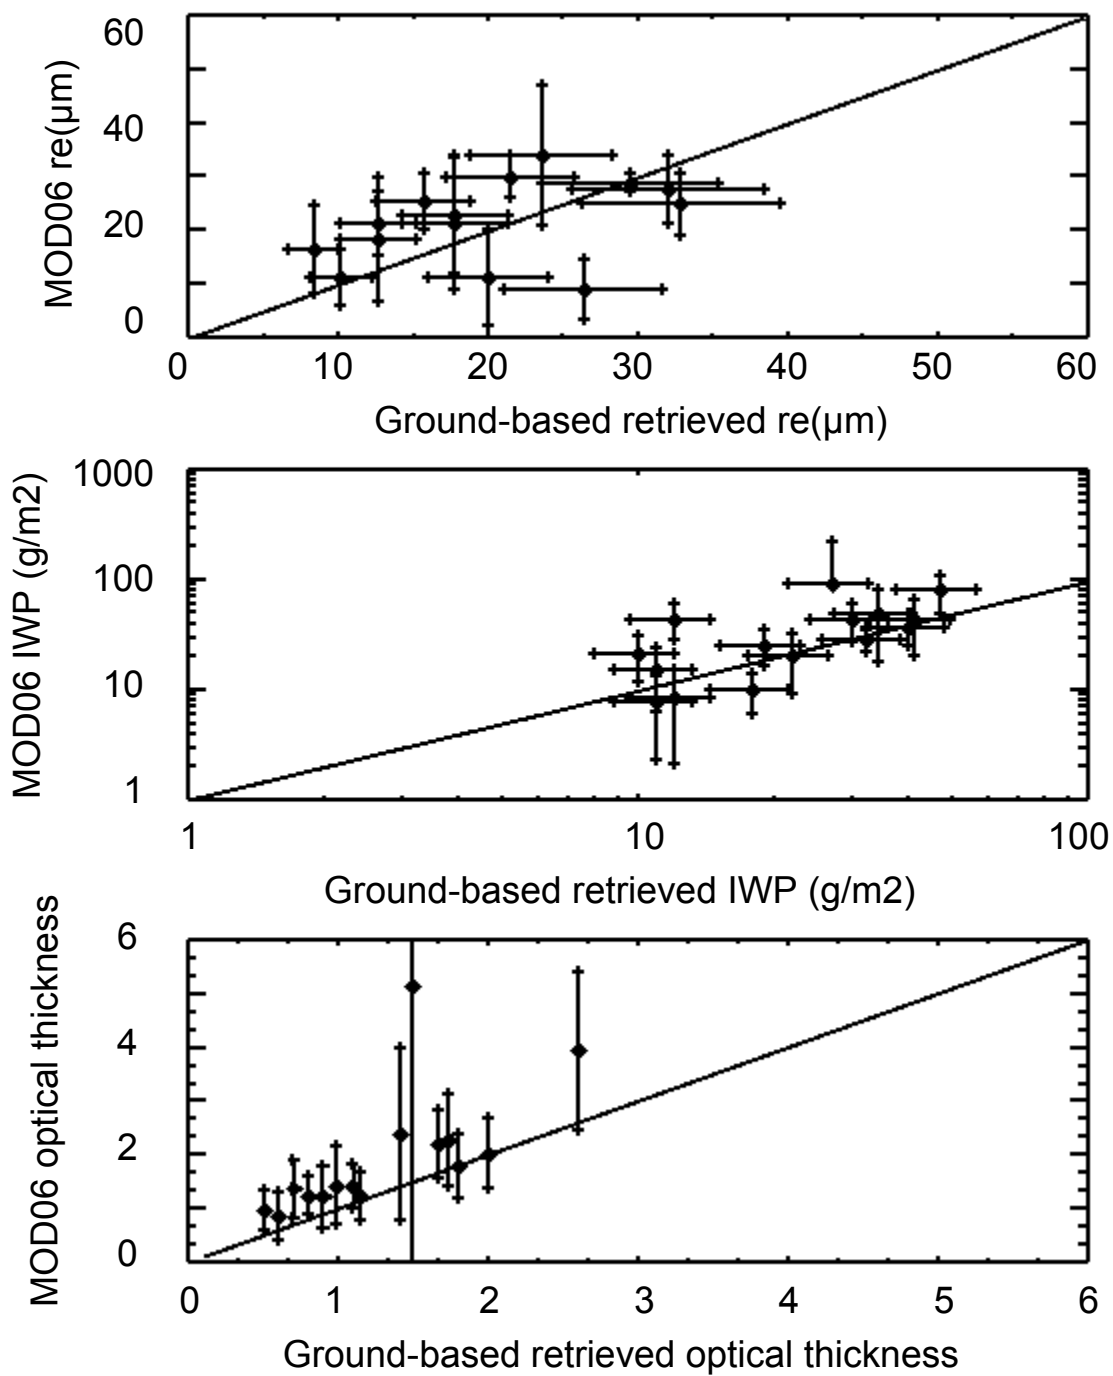 MOD06 re(µm)
60
40
20
0
0 10 20 30 40 50 60
Ground-based retrieved re(µm)
MOD06 IWP (g/m2)
1000
100
10
1
1 10 100
Ground-based retrieved IWP (g/m2)
MOD06 optical thickness
6
4
2
0
0 1 2 3 4 5 6
Ground-based retrieved optical thickness